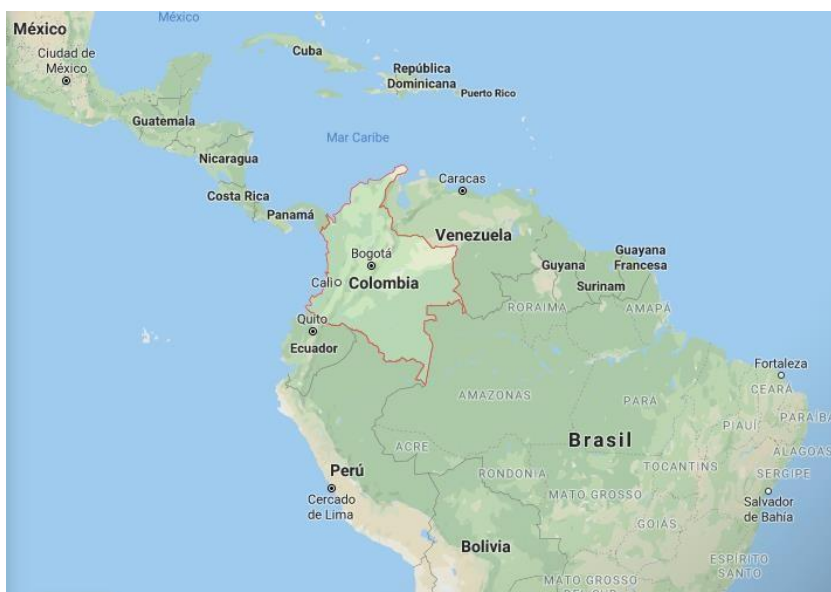 México
México
Ciudad de
México
Cuba
República
Dominicana
Puerto Rico
Guatemala
Mar Caribe
Nicaragua
Caracas
Costa Rica
Panamá
Venezuela
Guayana
Francesa
Bogotá
Guyana
Cali
Colombia
Surinam
RORAIMA
AMAPÁ
Quito
Ecuador
Fortaleza
AMAZONAS
PARÁ
CEARÁ
PARAÍBA
PIAUÍ
ACRE
Brasil
ALAGOAS
Perú
RONDONIA
TOCANTINS
SERGIPE
Cercado
de Lima
MATO GROSSO
Salvador
de Bahía
GOIÁS
Bolivia
ESPÍRITO
SANTO
MATO GROSSO
DEL SUR